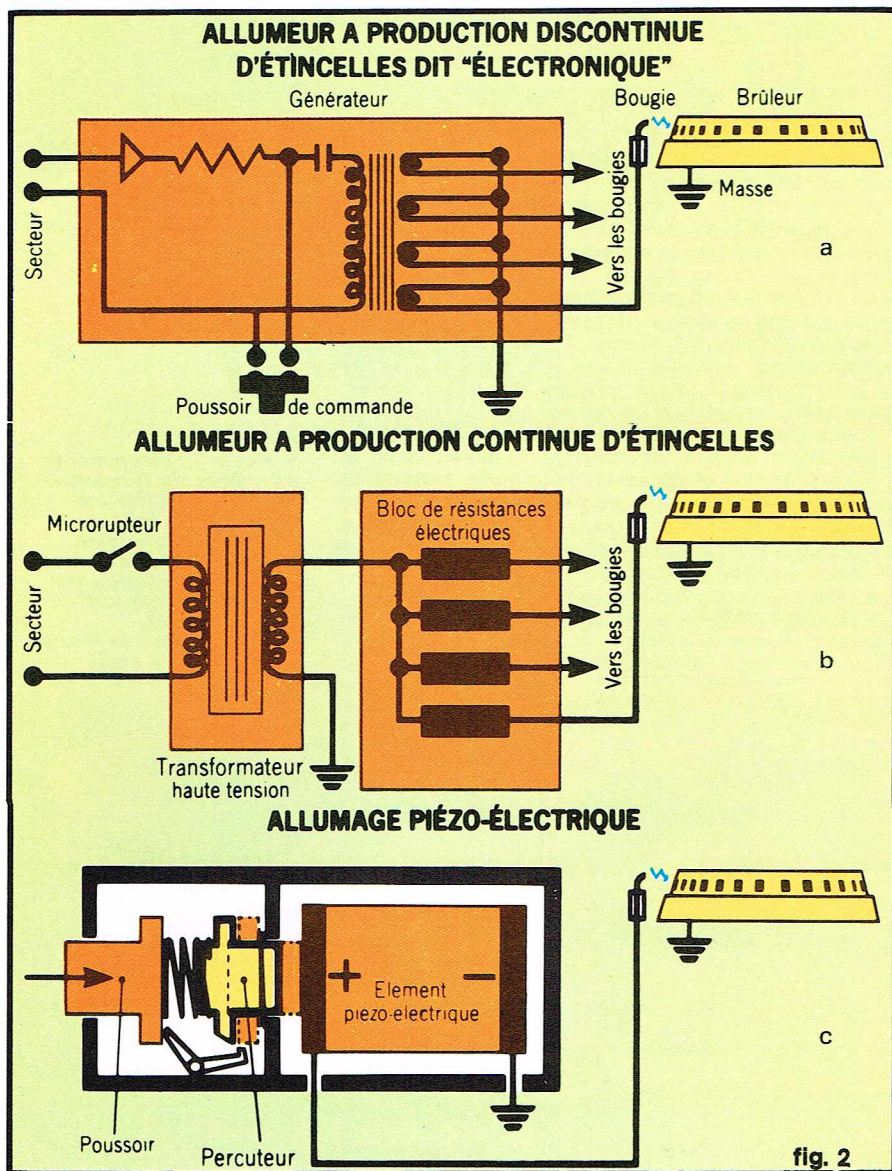 ALLUMEUR A PRODUCTION DISCONTINUE
D'ÉTINCELLES DIT "ÉLECTRONIQUE"
Générateur
Bougie
Brûleur
Secteur
Vers les bougies
Masse
a
Poussoir de commande
ALLUMEUR A PRODUCTION CONTINUE D'ÉTINCELLES
Microrupteur
Bloc de résistances
électriques
Secteur
Vers les bougies
b
Transformateur
haute tension
ALLUMAGE PIÉZO-ÉLECTRIQUE
+
−
Element
piezo-electrique
c
Poussoir
Percuteur
fig. 2